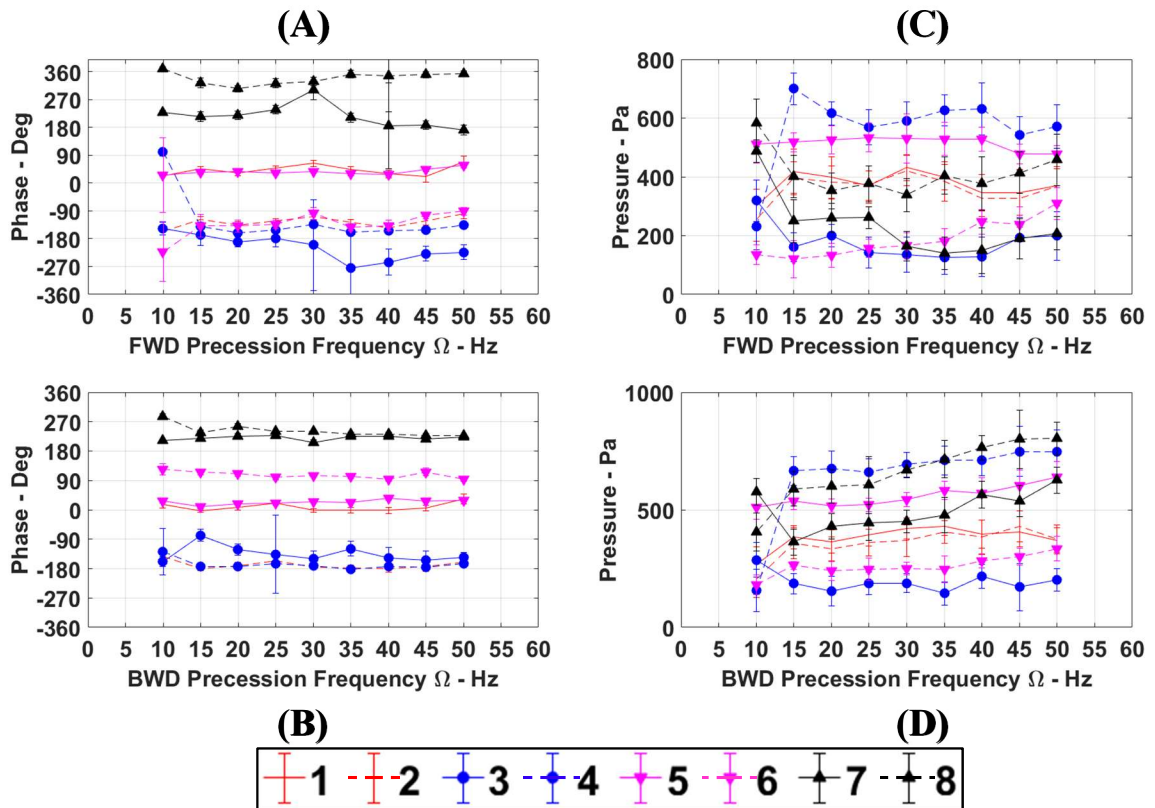 (A)
(C)
Phase - Deg
360
270
180
90
0
-90
-180
-270
-360
0 5 10 15 20 25 30 35 40 45 50 55 60
FWD Precession Frequency Ω - Hz
Pressure - Pa
800
600
400
200
0
0 5 10 15 20 25 30 35 40 45 50 55 60
FWD Precession Frequency Ω - Hz
Phase - Deg
360
270
180
90
0
-90
-180
-270
-360
0 5 10 15 20 25 30 35 40 45 50 55 60
BWD Precession Frequency Ω - Hz
Pressure - Pa
1000
500
0
0 5 10 15 20 25 30 35 40 45 50 55 60
BWD Precession Frequency Ω - Hz
(B)
(D)
1 2 3 4 5 6 7 8